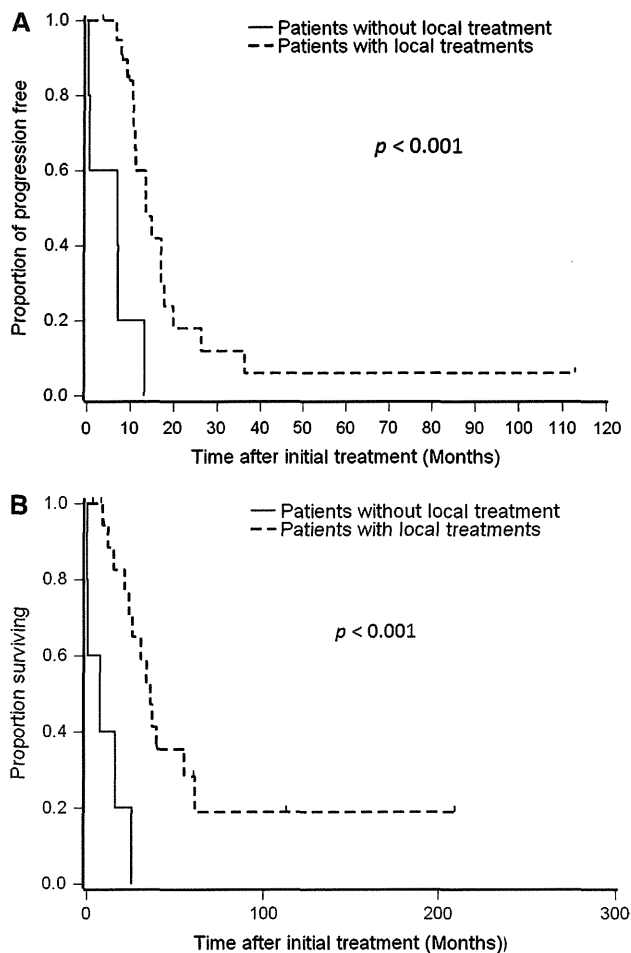 A
Patients without local treatment
Patients with local treatments
p < 0.001
Proportion of progression free
1.0
0.8
0.6
0.4
0.2
0.0
0 10 20 30 40 50 60 70 80 90 100 110 120
Time after initial treatment (Months)
B
Patients without local treatment
Patients with local treatments
p < 0.001
Proportion surviving
1.0
0.8
0.6
0.4
0.2
0.0
0 100 200 300
Time after initial treatment (Months))